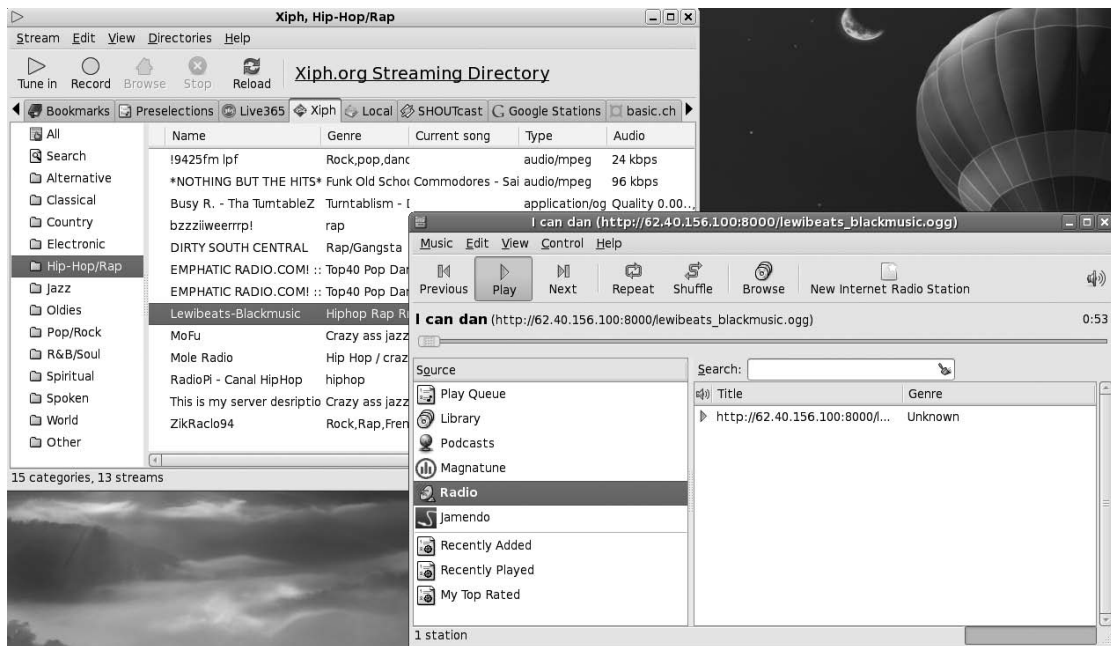 Xiph, Hip-Hop/Rap
Stream Edit View Directories Help
Tune in Record Browse Stop Reload Xiph.org Streaming Directory
Bookmarks Preselections Live365 Xiph Local SHOUTcast Google Stations basic.ch
All
Search
Alternative
Classical
Country
Electronic
Hip-Hop/Rap
Jazz
Oldies
Pop/Rock
R&B/Soul
Spiritual
Spoken
World
Other
Name Genre Current song Type Audio
!9425fm lpf Rock,pop,danc audio/mpeg 24 kbps
*NOTHING BUT THE HITS* Funk Old Schoo Commodores - Sai audio/mpeg 96 kbps
Busy R. - Tha TumtableZ Turntablism - [ application/og Quality 0.00...
bzzziiweerrrp! rap
DIRTY SOUTH CENTRAL Rap/Gangsta
EMPHATIC RADIO.COM! :: Top40 Pop Dan
EMPHATIC RADIO.COM! :: Top40 Pop Dan
Lewibeats-Blackmusic Hiphop Rap R
MoFu Crazy ass jazz
Mole Radio Hip Hop / craz
RadioPi - Canal HipHop hiphop
This is my server desriptio Crazy ass jazz
ZikRaclo94 Rock,Rap,Fren
15 categories, 13 streams
I can dan (http://62.40.156.100:8000/lewibeats_blackmusic.ogg)
Music Edit View Control Help
Previous Play Next Repeat Shuffle Browse New Internet Radio Station
I can dan (http://62.40.156.100:8000/lewibeats_blackmusic.ogg) 0:53
Source
Play Queue
Library
Podcasts
Magnatune
Radio
Jamendo
Recently Added
Recently Played
My Top Rated
Search:
Title Genre
http://62.40.156.100:8000/l... Unknown
1 station